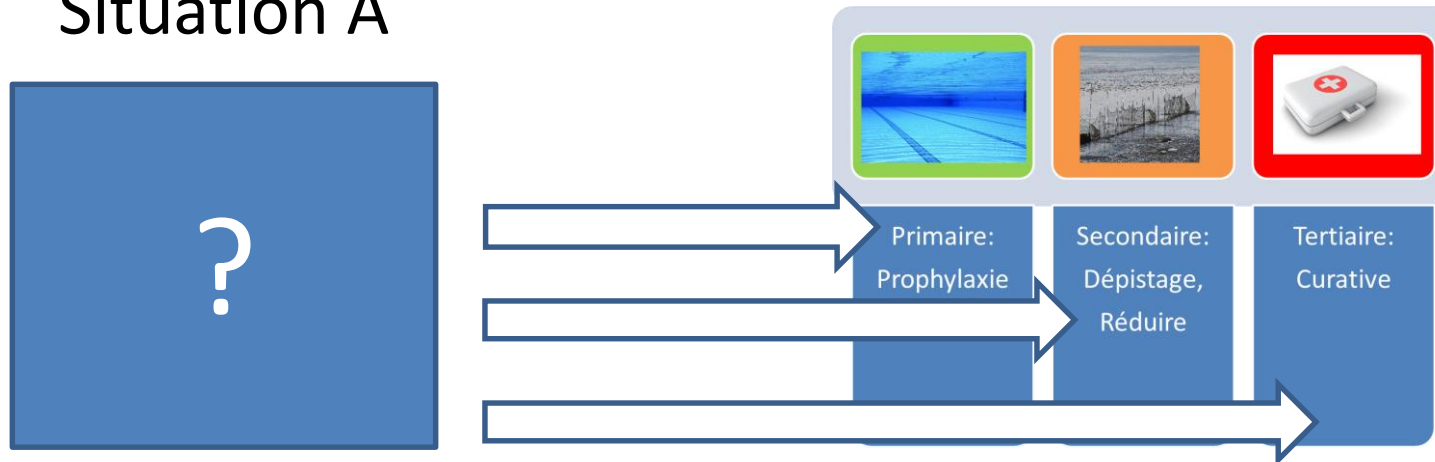 Situation A
?
Primaire:
Prophylaxie
Secondaire:
Dépistage,
Réduire
Tertiaire:
Curative